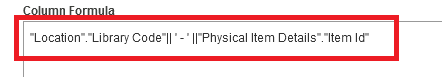 Column Formula
"Location"."Library Code"|| ' - ' ||"Physical Item Details"."Item Id"